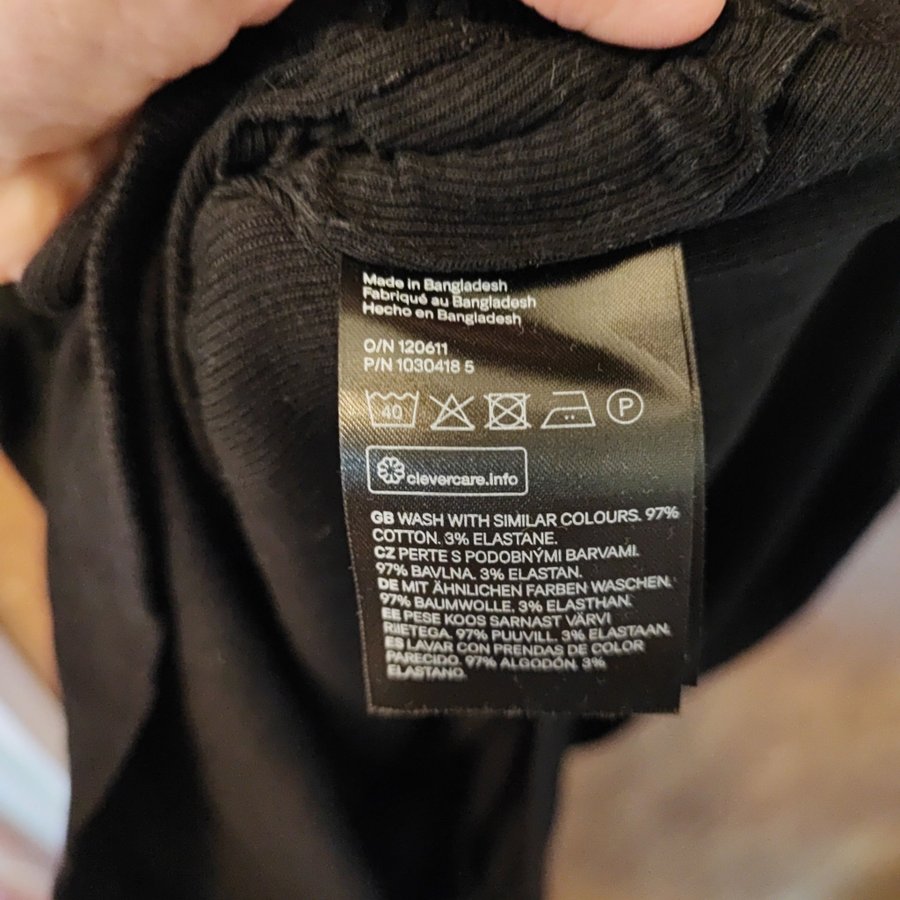 Made in Bangladesh
Fabriqué au Bangladesh
Hecho en Bangladesh
O/N 120611
P/N 1030418 5
40
P
clevercare.info
GB WASH WITH SIMILAR COLOURS. 97%
COTTON. 3% ELASTANE.
CZ PERTE S PODOBNÝMI BARVAMI.
97% BAVLNA. 3% ELASTAN.
DE MIT ÄHNLICHEN FARBEN WASCHEN.
97% BAUMWOLLE, 3% ELASTHAN.
EE PESE KOOS SARNAST VÄRVI
RIIETEGA. 97% PUUVILL. 3% ELASTAAN.
ES LAVAR CON PRENDAS DE COLOR
PARECIDO. 97% ALGODÓN. 3%
ELASTANO.